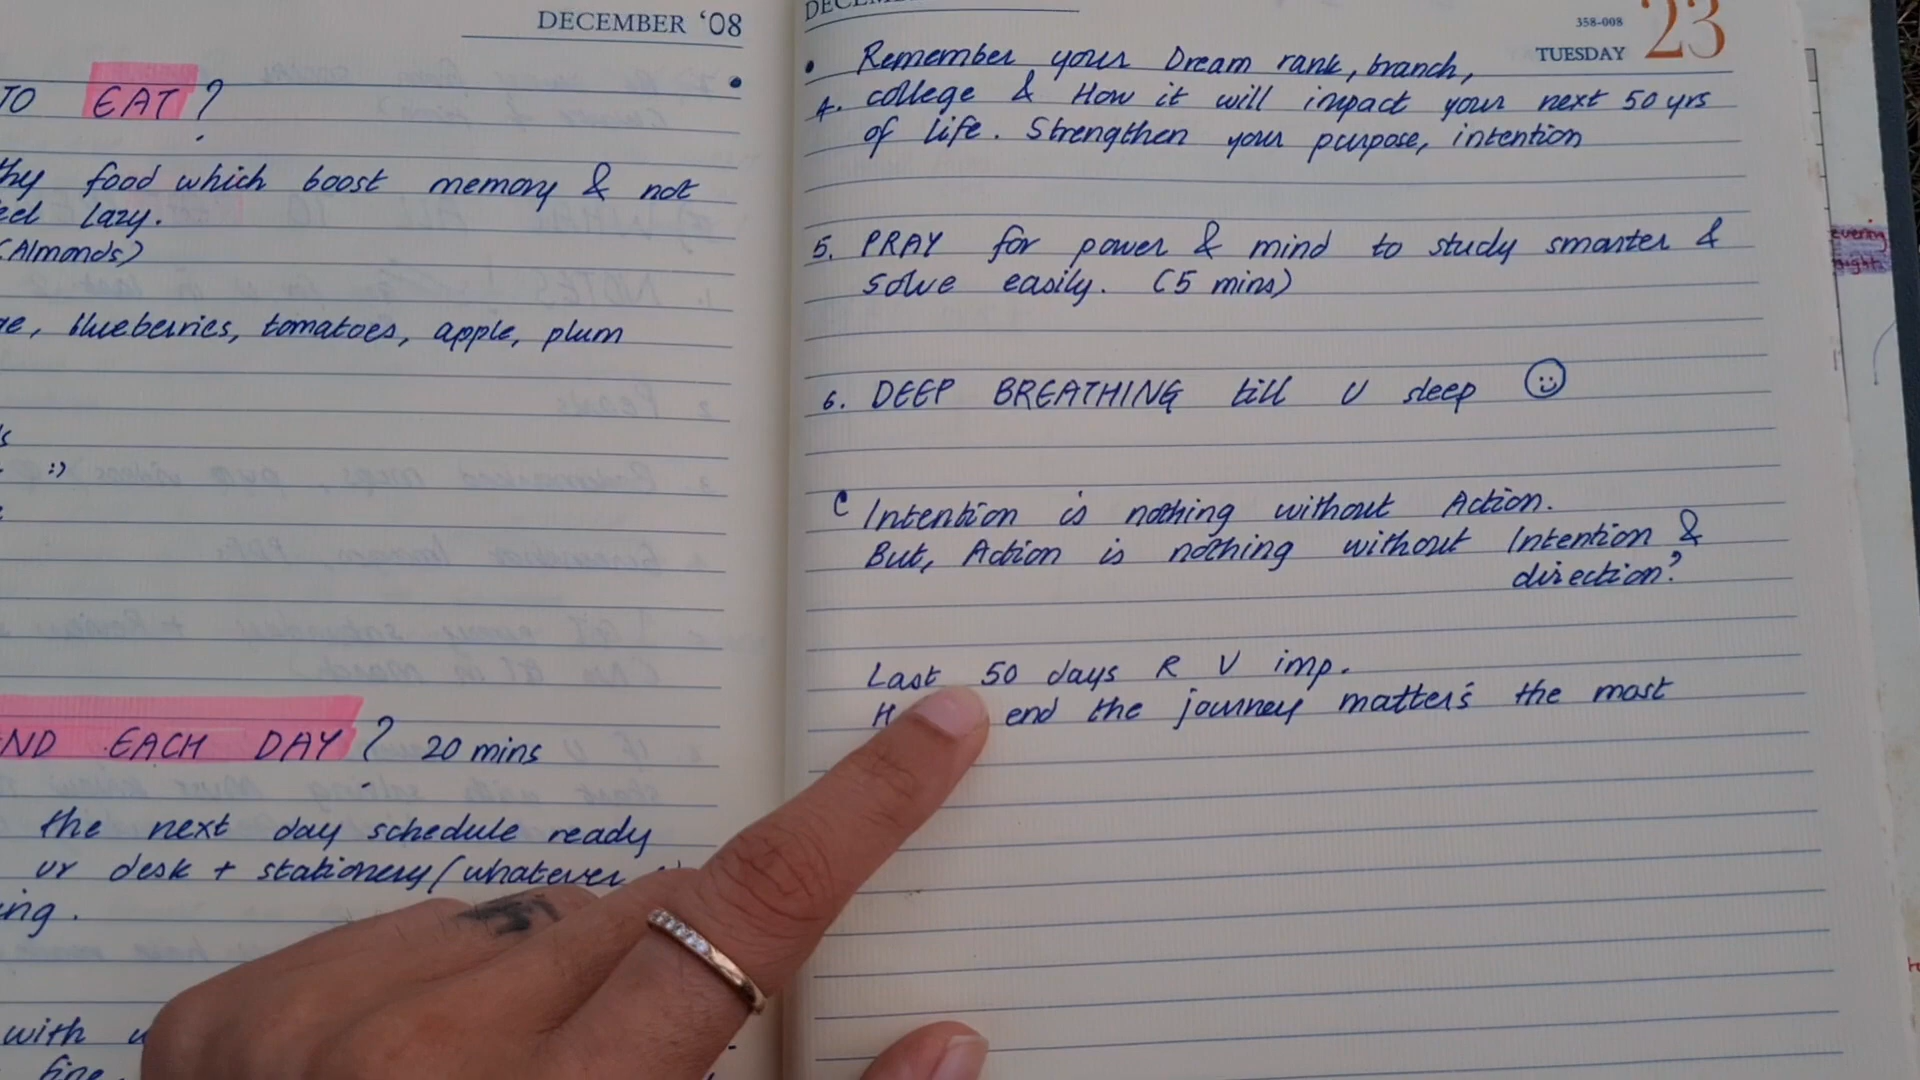 DECEMBER '08
TO EAT ?
food which boost memory & not
lazy.
(Almonds)
blueberries, tomatoes, apple, plum
:)
EACH DAY ? 20 mins
the next day schedule ready
ur desk + stationery (whatever
with
358-008
TUESDAY
23
• Remember your Dream rank, branch,
4. college & How it will impact your next 50 yrs
of life. Strengthen your purpose, intention
5. PRAY for power & mind to study smarter &
solve easily. (5 mins)
6. DEEP BREATHING till U sleep
Intention is nothing without Action.
But, Action is nothing without Intention &
direction?
Last 50 days R V imp.
end the journey matter's the most